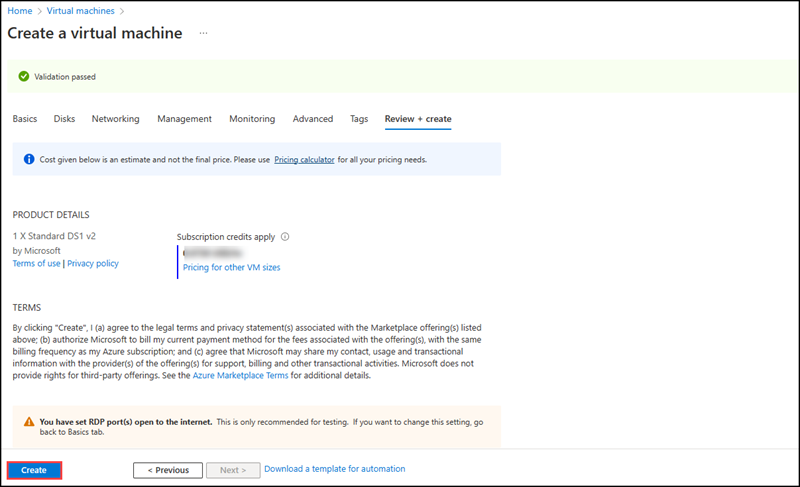 Home > Virtual machines >
Create a virtual machine ...
Validation passed
Basics Disks Networking Management Monitoring Advanced Tags Review + create
Cost given below is an estimate and not the final price. Please use Pricing calculator for all your pricing needs.
PRODUCT DETAILS
1 X Standard DS1 v2
by Microsoft
Terms of use | Privacy policy
Subscription credits apply
Pricing for other VM sizes
TERMS
By clicking "Create", I (a) agree to the legal terms and privacy statement(s) associated with the Marketplace offering(s) listed
above; (b) authorize Microsoft to bill my current payment method for the fees associated with the offering(s), with the same
billing frequency as my Azure subscription; and (c) agree that Microsoft may share my contact, usage and transactional
information with the provider(s) of the offering(s) for support, billing and other transactional activities. Microsoft does not
provide rights for third-party offerings. See the Azure Marketplace Terms for additional details.
You have set RDP port(s) open to the internet. This is only recommended for testing. If you want to change this setting, go
back to Basics tab.
Create < Previous Next > Download a template for automation